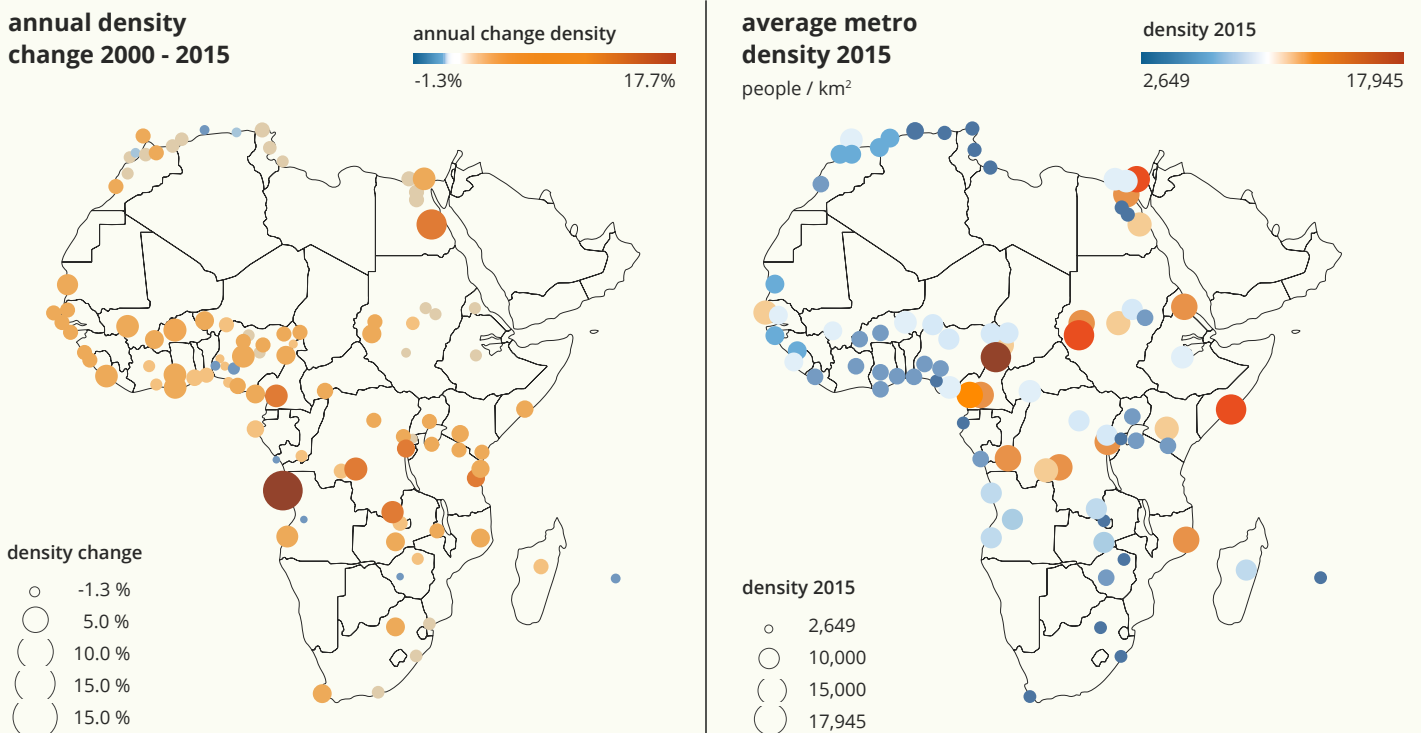 annual density
change 2000 - 2015
annual change density
-1.3%
17.7%
density change
-1.3 %
5.0 %
10.0 %
15.0 %
15.0 %
average metro
density 2015
people / km²
density 2015
2,649
17,945
density 2015
2,649
10,000
15,000
17,945